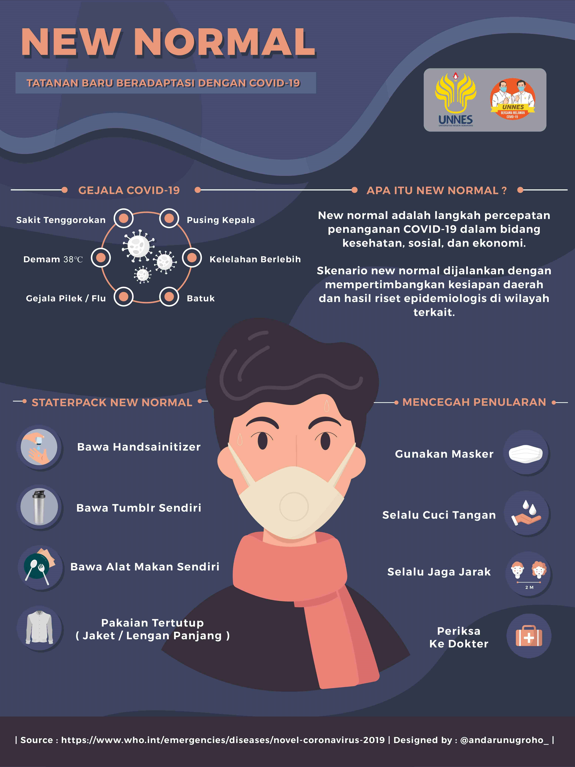 NEW NORMAL
TATANAN BARU BERADAPTASI DENGAN COVID-19
UNNES
UNNES
GEJALA COVID-19
Sakit Tenggorokan
Pusing Kepala
Demam 38°C
Kelelahan Berlebih
Gejala Pilek / Flu
Batuk
APA ITU NEW NORMAL ?
New normal adalah langkah percepatan
penanganan COVID-19 dalam bidang
kesehatan, sosial, dan ekonomi.
Skenario new normal dijalankan dengan
mempertimbangkan kesiapan daerah
dan hasil riset epidemiologis di wilayah
terkait.
STATERPACK NEW NORMAL
Bawa Handsainitizer
Bawa Tumblr Sendiri
Bawa Alat Makan Sendiri
Pakaian Tertutup
( Jaket / Lengan Panjang )
MENCEGAH PENULARAN
Gunakan Masker
Selalu Cuci Tangan
Selalu Jaga Jarak
2 M
Periksa
Ke Dokter
| Source : https://www.who.int/emergencies/diseases/novel-coronavirus-2019 | Designed by : @andarunugroho_ |